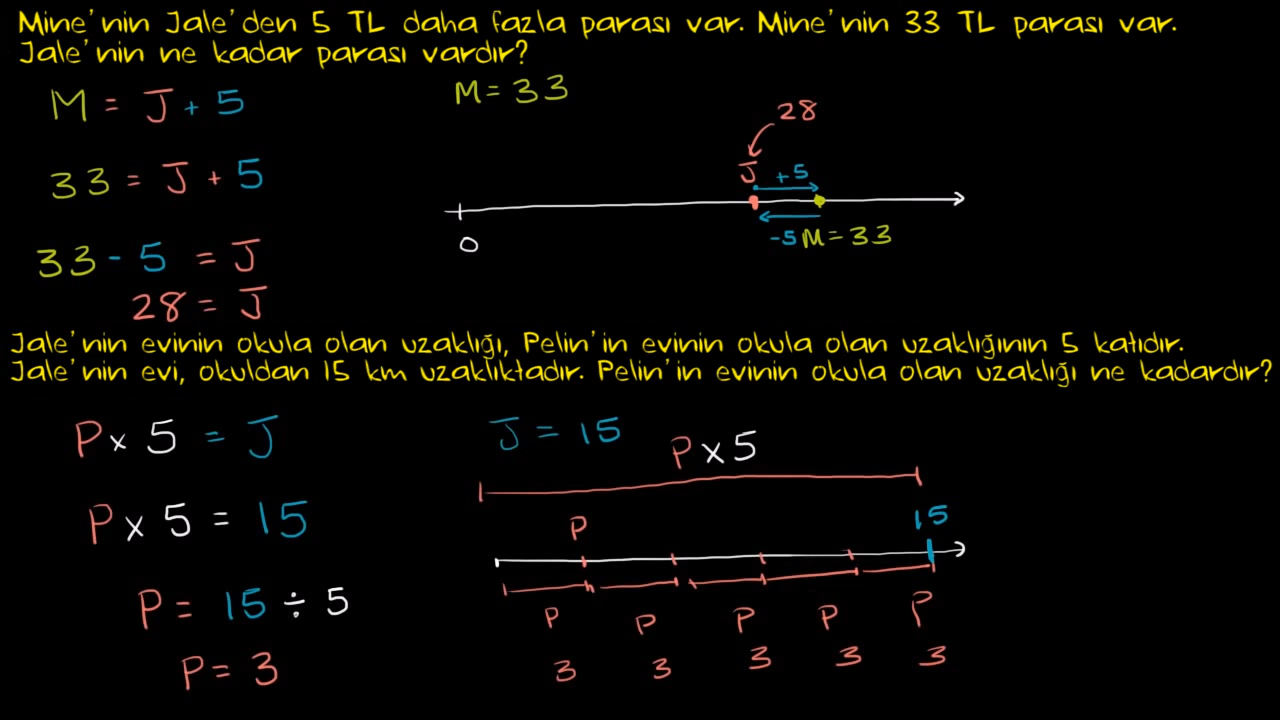 Mine'nin Jale'den 5 TL daha fazla parası var. Mine'nin 33 TL parası var.
Jale'nin ne kadar parası vardır?
M = J + 5
M = 33
28
33 = J + 5
J +5
33 - 5 = J
0
-5 M = 33
28 = J
Jale'nin evinin okula olan uzaklığı, Pelin'in evinin okula olan uzaklığının 5 katıdır.
Jale'nin evi, okuldan 15 km uzaklıktadır. Pelin'in evinin okula olan uzaklığı ne kadardır?
P x 5 = J
J = 15
P x 5
P x 5 = 15
P
15
P = 15 ÷ 5
P P P P P
P = 3
3 3 3 3 3